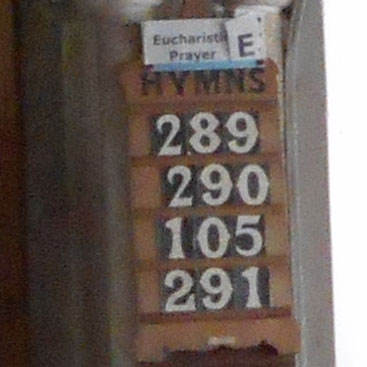 Eucharistic
Prayer E
HYMNS
289
290
105
291